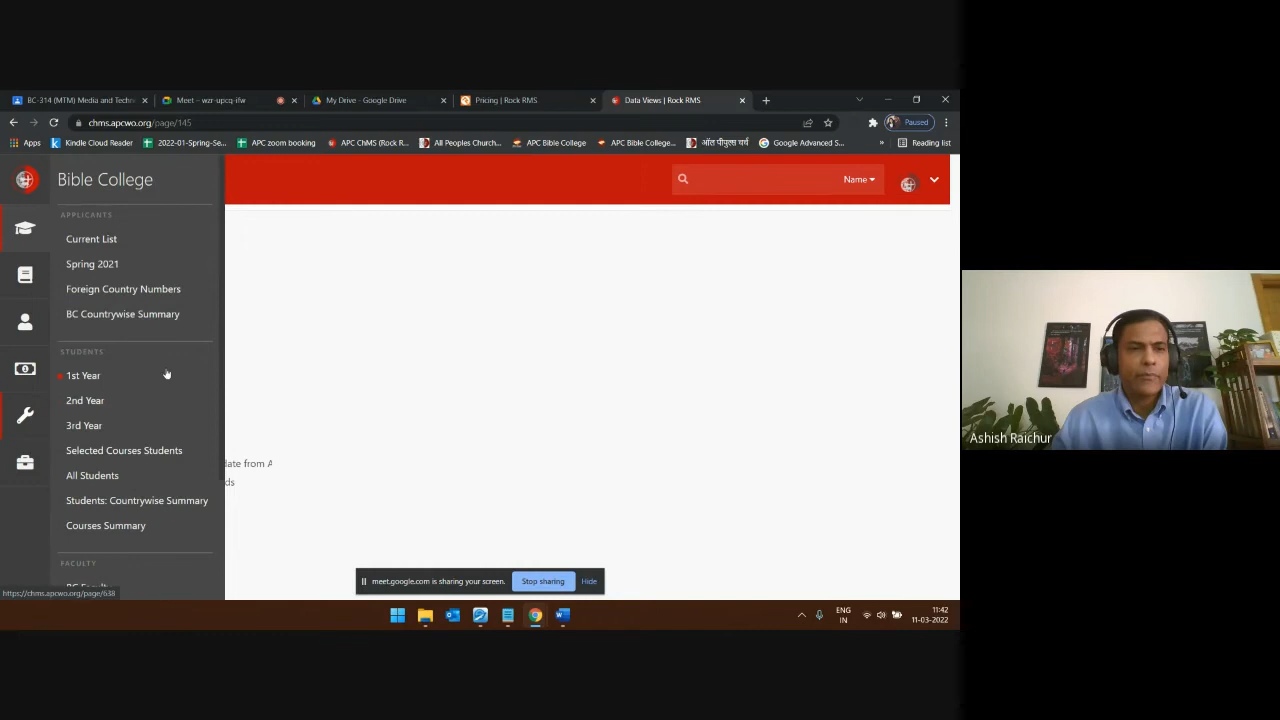 BC-314 (MTM) Media and Techn
Meet – wzr-upcq-ifw
My Drive - Google Drive
Pricing | Rock RMS
Data Views | Rock RMS
chms.apcwo.org/page/145
Paused
Apps
Kindle Cloud Reader
2022-01-Spring-Se...
APC zoom booking
APC ChMS (Rock R...
All Peoples Church...
APC Bible College
APC Bible College...
ऑल पीपुल्स चर्च
Google Advanced S...
»
Reading list
Bible College
Name
APPLICANTS
Current List
Spring 2021
Foreign Country Numbers
BC Countrywise Summary
STUDENTS
1st Year
2nd Year
3rd Year
Selected Courses Students
All Students
Students: Countrywise Summary
Courses Summary
FACULTY
date from A
ds
https://chms.apcwo.org/page/638
meet.google.com is sharing your screen.
Stop sharing
Hide
ENG
IN
11:42
11-03-2022
Ashish Raichur